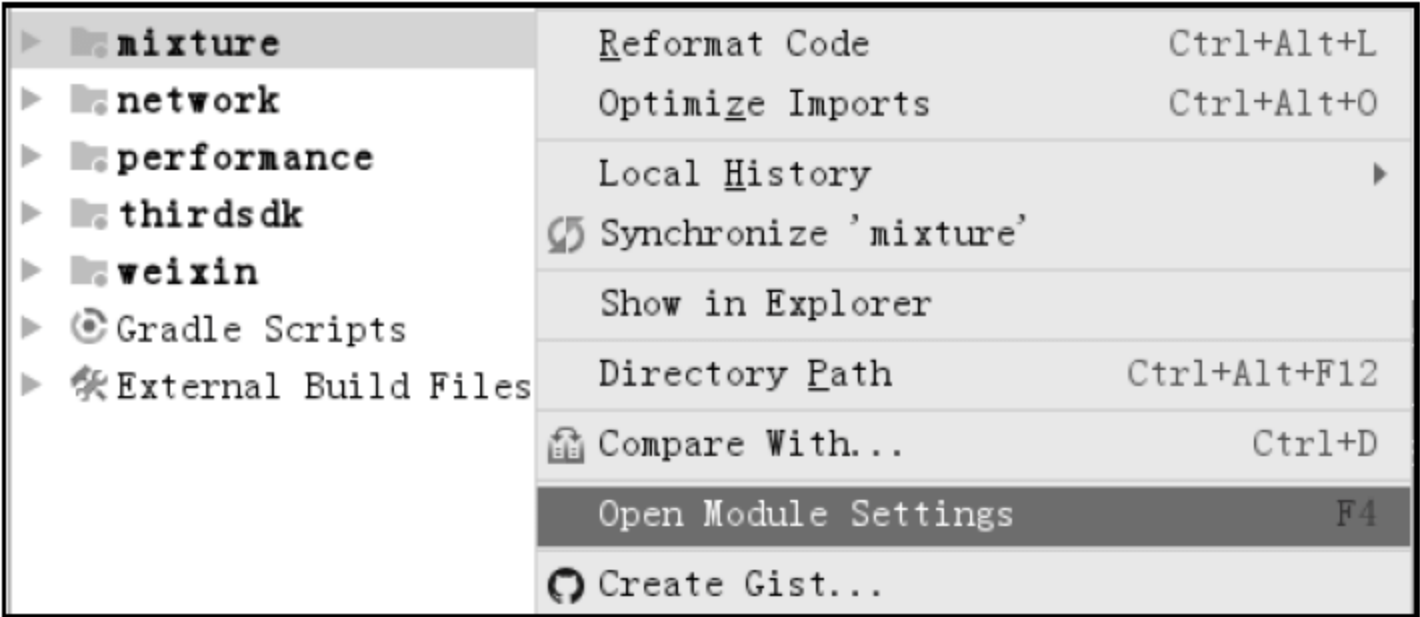 mixture
network
performance
thirdsdk
weixin
Gradle Scripts
External Build Files
Reformat Code Ctrl+Alt+L
Optimize Imports Ctrl+Alt+O
Local History
Synchronize 'mixture'
Show in Explorer
Directory Path Ctrl+Alt+F12
Compare With... Ctrl+D
Open Module Settings F4
Create Gist...